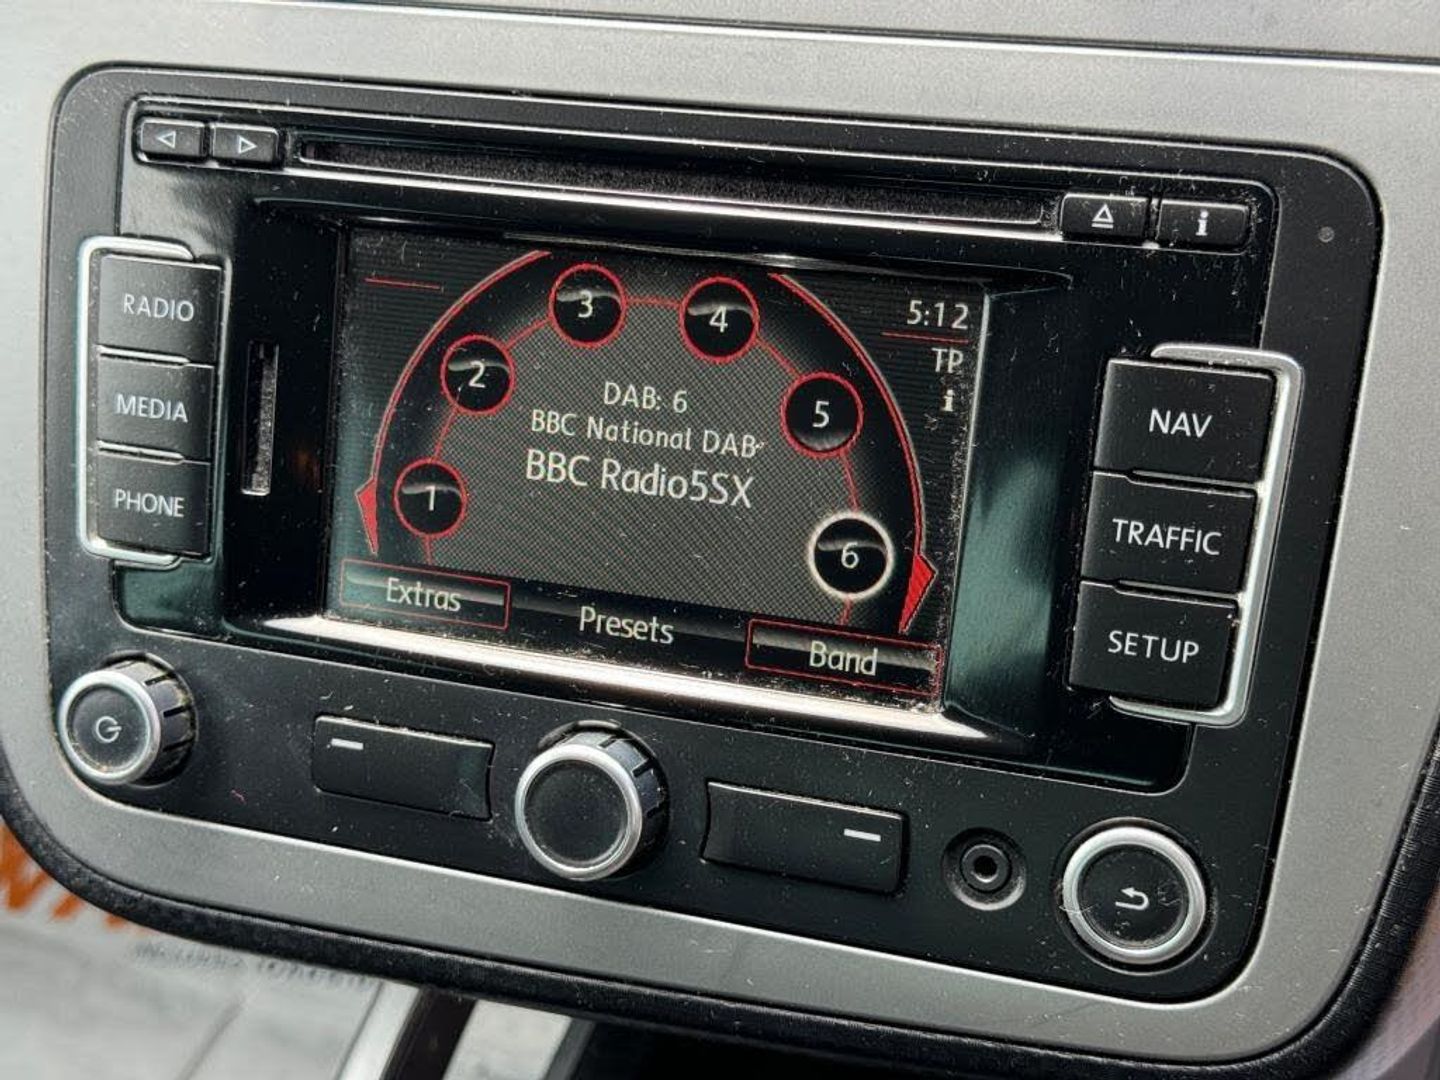 i
RADIO
MEDIA
PHONE
3
4
5:12
TP
i
2
5
DAB: 6
BBC National DAB
BBC Radio5SX
1
6
Extras
Presets
Band
NAV
TRAFFIC
SETUP